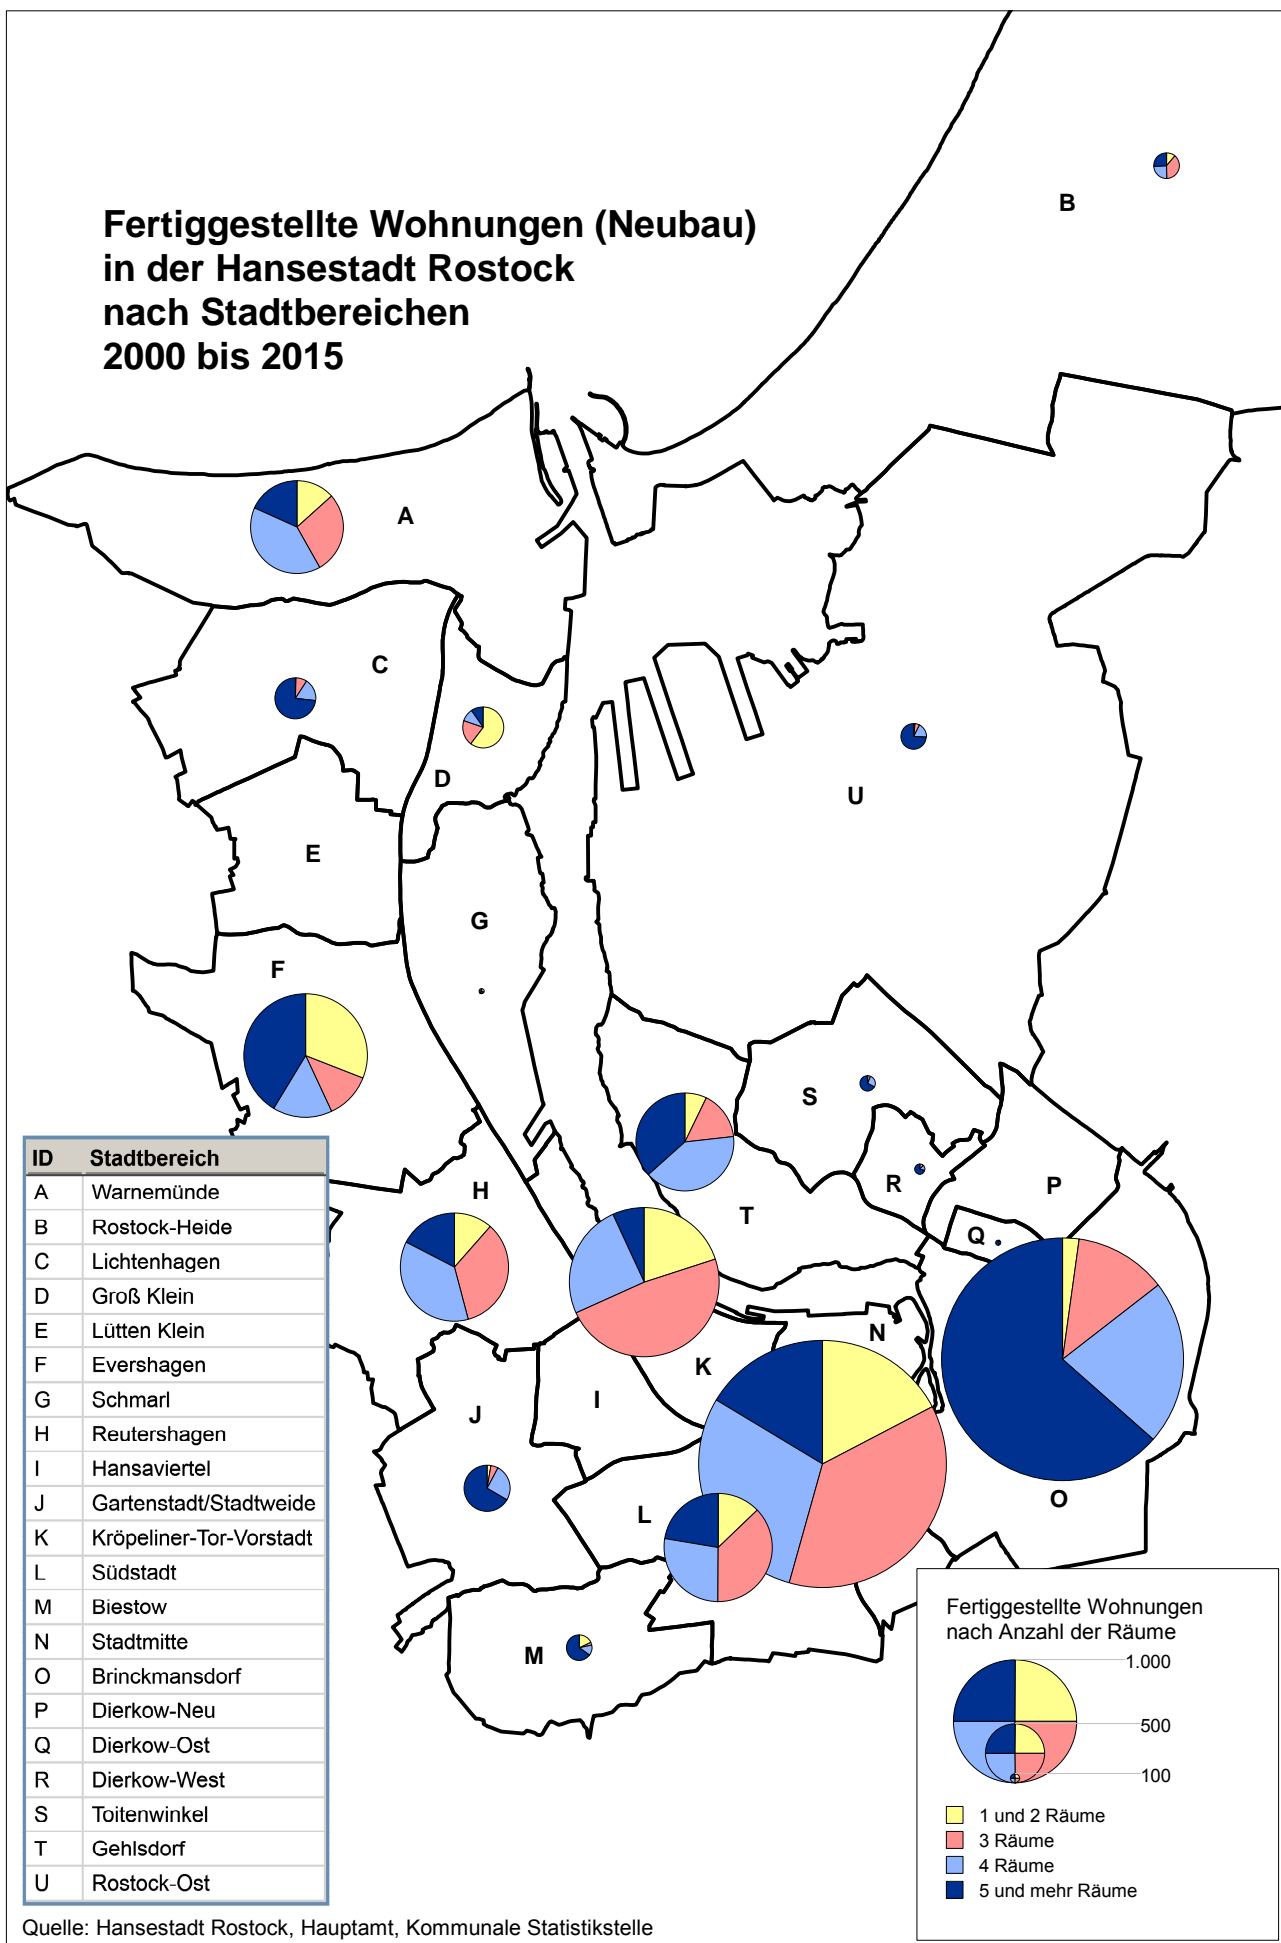 Fertiggestellte Wohnungen (Neubau)
in der Hansestadt Rostock
nach Stadtbereichen
2000 bis 2015
B
A
C
D
U
E
G
F
S
R
P
H
T
Q
N
K
J
I
L
O
M
ID Stadtbereich
A Warnemünde
B Rostock-Heide
C Lichtenhagen
D Groß Klein
E Lütten Klein
F Evershagen
G Schmarl
H Reutershagen
I Hansaviertel
J Gartenstadt/Stadtweide
K Kröpeliner-Tor-Vorstadt
L Südstadt
M Biestow
N Stadtmitte
O Brinckmansdorf
P Dierkow-Neu
Q Dierkow-Ost
R Dierkow-West
S Toitenwinkel
T Gehlsdorf
U Rostock-Ost
Fertiggestellte Wohnungen
nach Anzahl der Räume
1.000
500
100
1 und 2 Räume
3 Räume
4 Räume
5 und mehr Räume
Quelle: Hansestadt Rostock, Hauptamt, Kommunale Statistikstelle